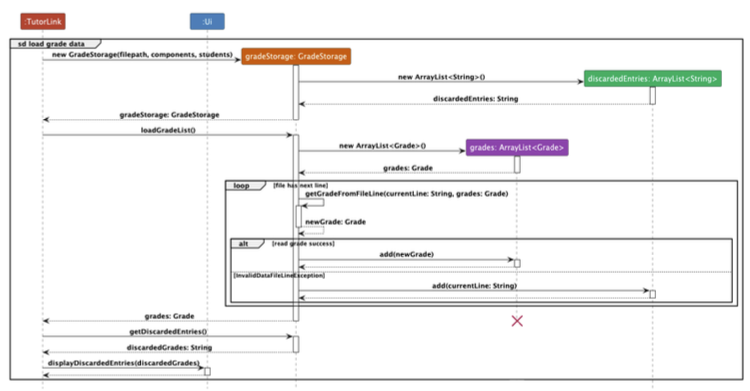 :TutorLink
:Ui
sd load grade data
new GradeStorage(filepath, components, students)
gradeStorage: GradeStorage
new ArrayList<String>()
discardedEntries: ArrayList<String>
discardedEntries: String
gradeStorage: GradeStorage
loadGradeList()
new ArrayList<Grade>()
grades: ArrayList<Grade>
grades: Grade
loop
[file has next line]
getGradeFromFileLine(currentLine: String, grades: Grade)
newGrade: Grade
alt
[read grade success]
add(newGrade)
[InvalidDataFileLineException]
add(currentLine: String)
grades: Grade
getDiscardedEntries()
discardedGrades: String
displayDiscardedEntries(discardedGrades)